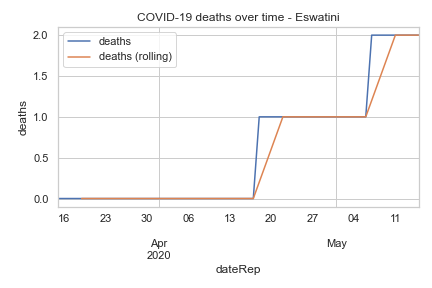 COVID-19 deaths over time - Eswatini
deaths
deaths (rolling)
2.0
1.5
1.0
0.5
0.0
deaths
16 23 30 06 13 20 27 04 11
Apr May
2020
dateRep